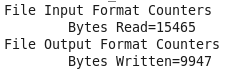 File Input Format Counters
Bytes Read=15465
File Output Format Counters
Bytes Written=9947